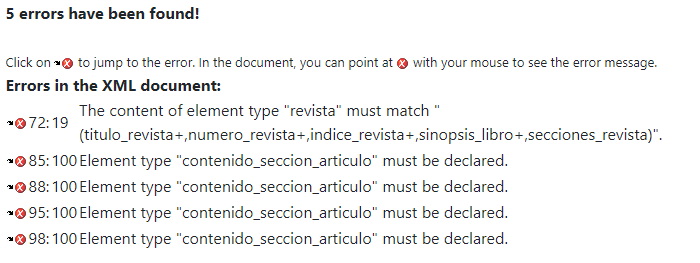 5 errors have been found!
Click on to jump to the error. In the document, you can point at with your mouse to see the error message.
Errors in the XML document:
72:19 The content of element type "revista" must match "
(titulo_revista+,numero_revista+,indice_revista+,sinopsis_libro+,secciones_revista)".
85:100 Element type "contenido_seccion_articulo" must be declared.
88:100 Element type "contenido_seccion_articulo" must be declared.
95:100 Element type "contenido_seccion_articulo" must be declared.
98:100 Element type "contenido_seccion_articulo" must be declared.